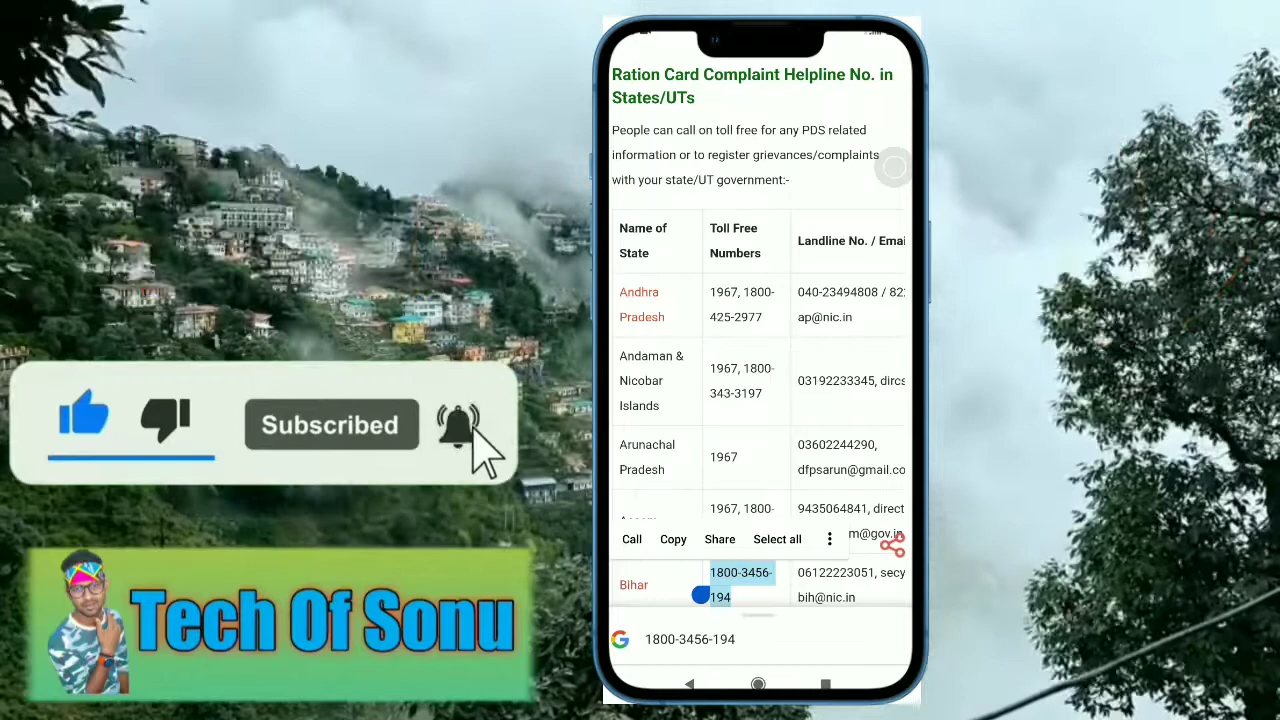 Ration Card Complaint Helpline No. in
States/UTs
People can call on toll free for any PDS related
information or to register grievances/complaints
with your state/UT government:-
Name of
State
Toll Free
Numbers
Landline No. / Emai
Andhra
Pradesh
1967, 1800-
425-2977
040-23494808 / 82
ap@nic.in
Andaman &
Nicobar
Islands
1967, 1800-
343-3197
03192233345, dircs
Arunachal
Pradesh
1967
03602244290,
dfpsarun@gmail.co
1967, 1800-
9435064841, direct
m@gov.in
Call Copy Share Select all
Bihar
1800-3456-
194
06122223051, secy
bih@nic.in
1800-3456-194
Subscribed
Tech Of Sonu